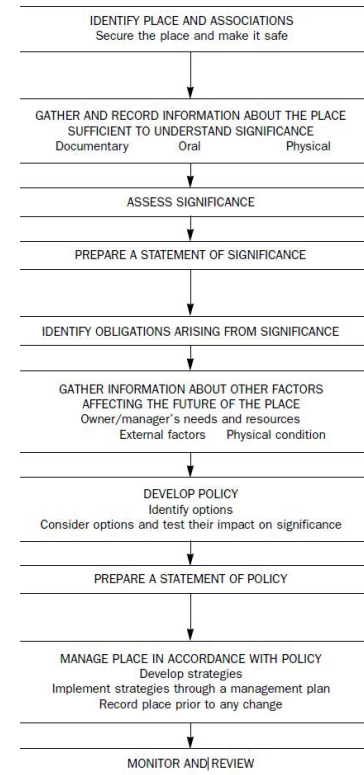 IDENTIFY PLACE AND ASSOCIATIONS
Secure the place and make it safe
GATHER AND RECORD INFORMATION ABOUT THE PLACE
SUFFICIENT TO UNDERSTAND SIGNIFICANCE
Documentary Oral Physical
ASSESS SIGNIFICANCE
PREPARE A STATEMENT OF SIGNIFICANCE
IDENTIFY OBLIGATIONS ARISING FROM SIGNIFICANCE
GATHER INFORMATION ABOUT OTHER FACTORS
AFFECTING THE FUTURE OF THE PLACE
Owner/manager's needs and resources
External factors Physical condition
DEVELOP POLICY
Identify options
Consider options and test their impact on significance
PREPARE A STATEMENT OF POLICY
MANAGE PLACE IN ACCORDANCE WITH POLICY
Develop strategies
Implement strategies through a management plan
Record place prior to any change
MONITOR AND REVIEW